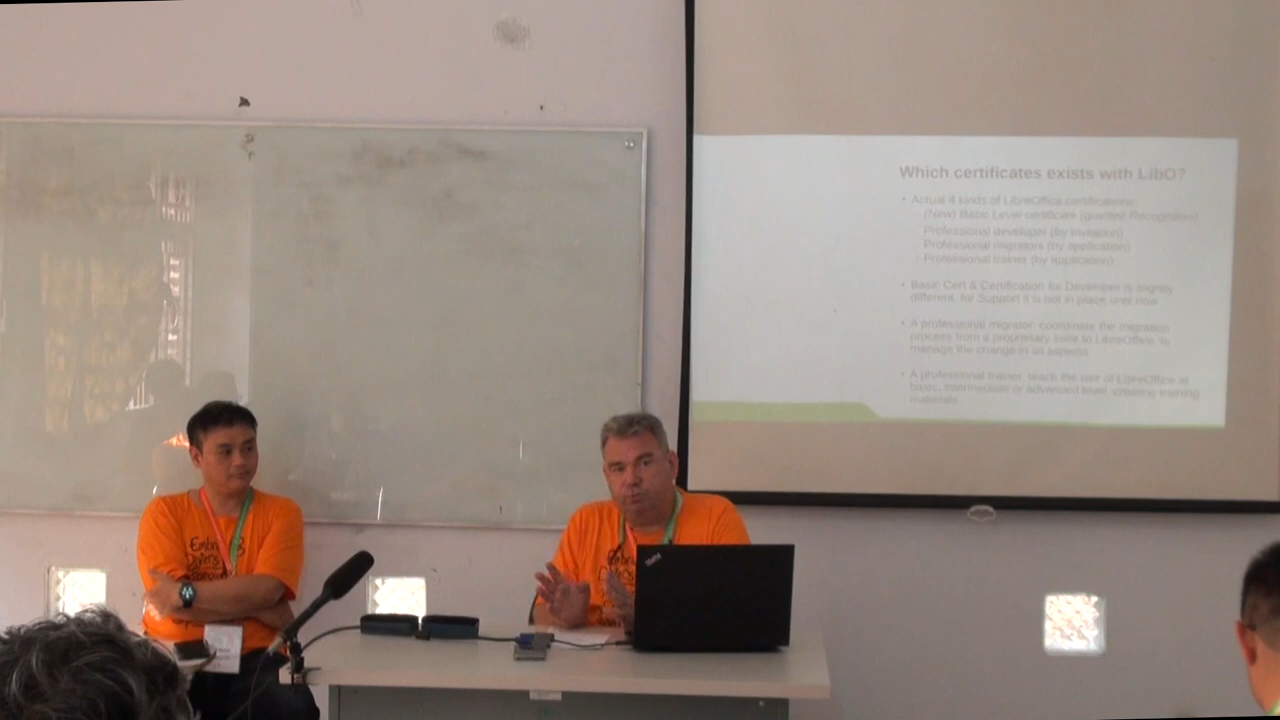 Which certificates exists with LibO?
• Actual 4 kinds of LibreOffice certifications:
(New) Basic Level certificate (granted Recognition)
Professional developer (by invitation)
Professional migrators (by application)
Professional trainer (by application)
• Basic Cert & Certification for Developer is slightly
different, for Support it is not in place until now
• A professional migrator: coordinate the migration
process from a proprietary suite to LibreOffice, to
manage the change in all aspects
• A professional trainer: teach the use of LibreOffice at
basic, intermediate or advanced level, creating training
materials
ThinkPad